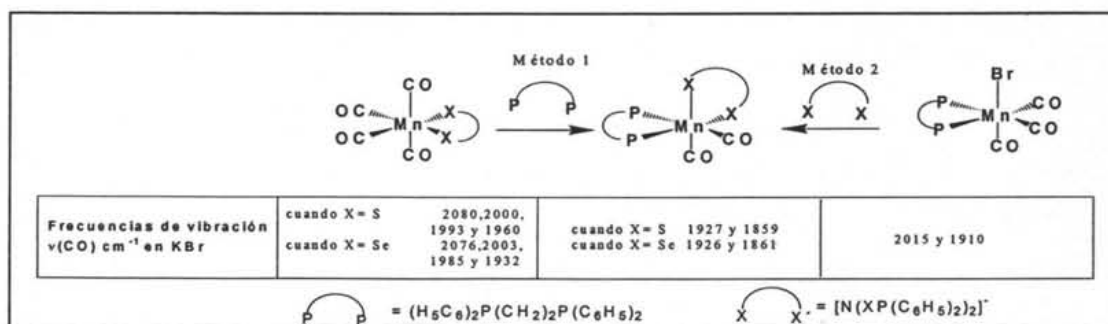 Método 1
Método 2
CO
OC
OC
Mn
X
X
CO
P P
X
P
P
Mn
X
CO
CO
X X
Br
P
P
Mn
CO
CO
CO
Frecuencias de vibración
ν(CO) cm⁻¹ en KBr
cuando X= S 2080,2000,
1993 y 1960
cuando X= Se 2076,2003,
1985 y 1932
cuando X= S 1927 y 1859
cuando X= Se 1926 y 1861
2015 y 1910
P P = (H₅C₆)₂P(CH₂)₂P(C₆H₅)₂
X X = [N(XP(C₆H₅)₂)₂]⁻